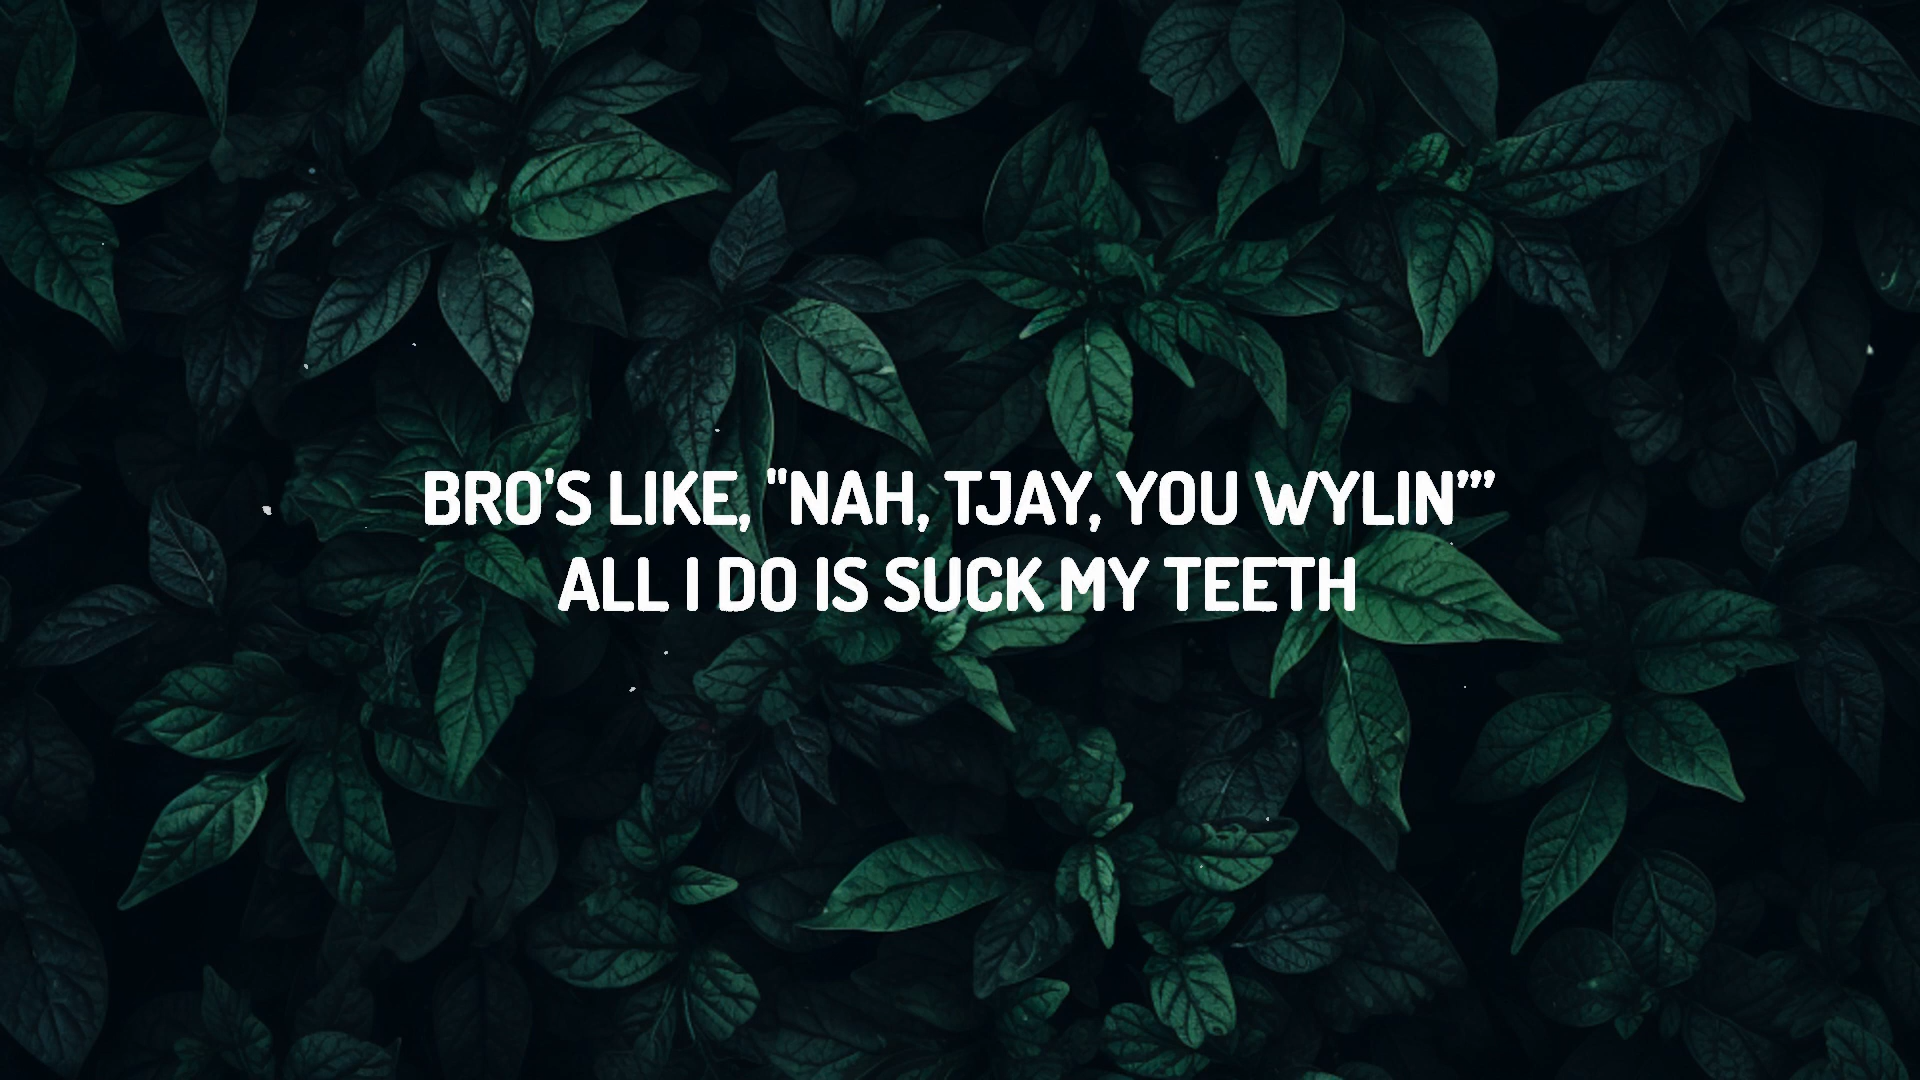 BRO'S LIKE, "NAH, TJAY, YOU WYLIN’”
ALL I DO IS SUCK MY TEETH